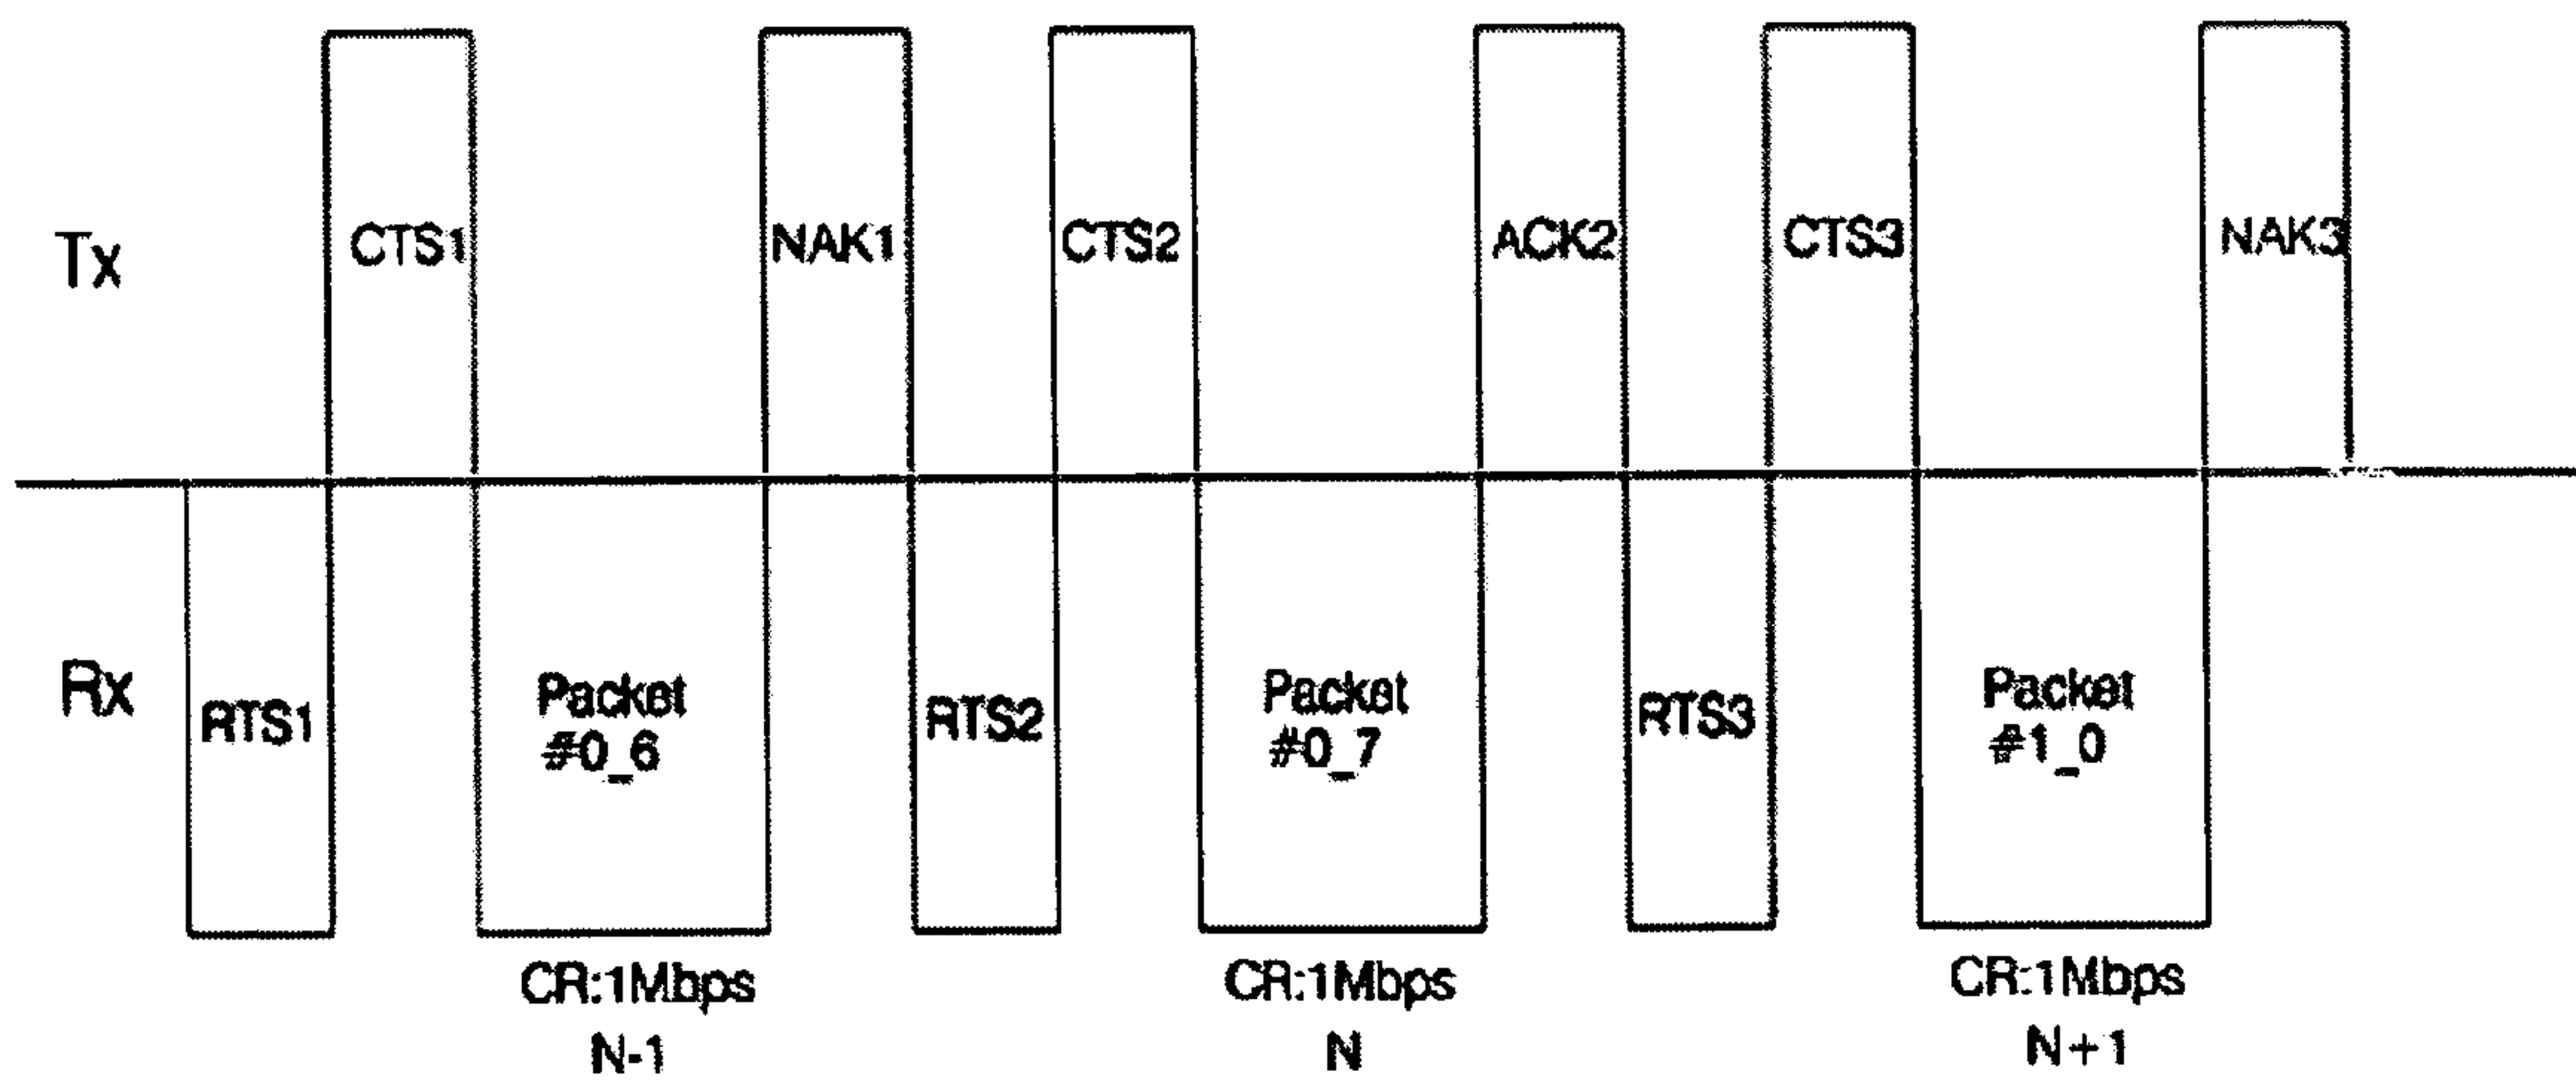 Tx
CTS1
NAK1
CTS2
ACK2
CTS3
NAK3
Rx
RTS1
Packet
#0_6
RTS2
Packet
#0_7
RTS3
Packet
#1_0
CR:1Mbps
N-1
CR:1Mbps
N
CR:1Mbps
N+1